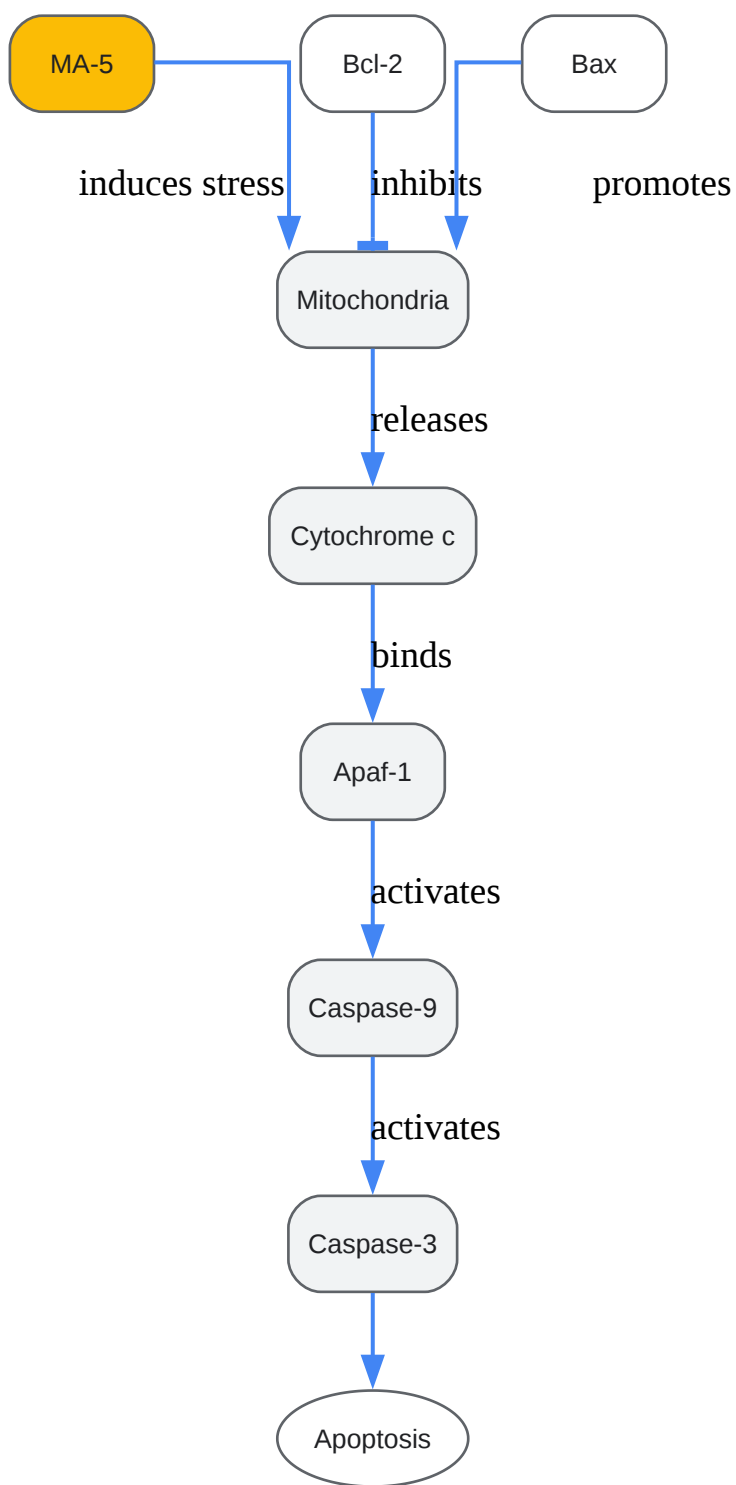 MA-5
Bcl-2
Bax
induces stress
inhibits
promotes
Mitochondria
releases
Cytochrome c
binds
Apaf-1
activates
Caspase-9
activates
Caspase-3
Apoptosis